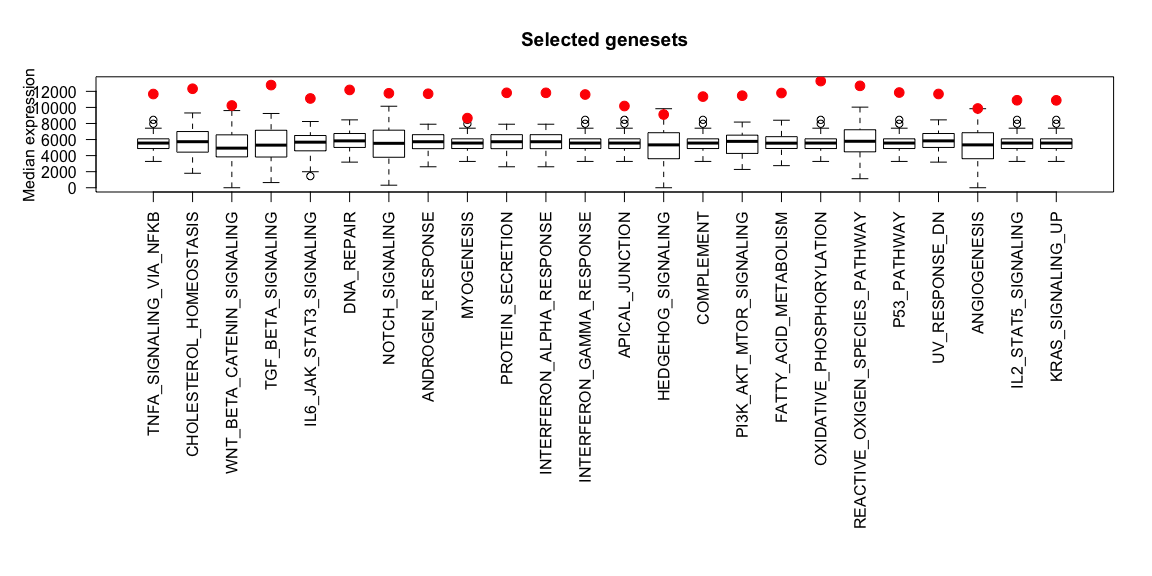 Selected genesets
Median expression
12000
10000
8000
6000
4000
2000
0
TNFA_SIGNALING_VIA_NFKB
CHOLESTEROL_HOMEOSTASIS
WNT_BETA_CATENIN_SIGNALING
TGF_BETA_SIGNALING
IL6_JAK_STAT3_SIGNALING
DNA_REPAIR
NOTCH_SIGNALING
ANDROGEN_RESPONSE
MYOGENESIS
PROTEIN_SECRETION
INTERFERON_ALPHA_RESPONSE
INTERFERON_GAMMA_RESPONSE
APICAL_JUNCTION
HEDGEHOG_SIGNALING
COMPLEMENT
PI3K_AKT_MTOR_SIGNALING
FATTY_ACID_METABOLISM
OXIDATIVE_PHOSPHORYLATION
REACTIVE_OXIGEN_SPECIES_PATHWAY
P53_PATHWAY
UV_RESPONSE_DN
ANGIOGENESIS
IL2_STAT5_SIGNALING
KRAS_SIGNALING_UP